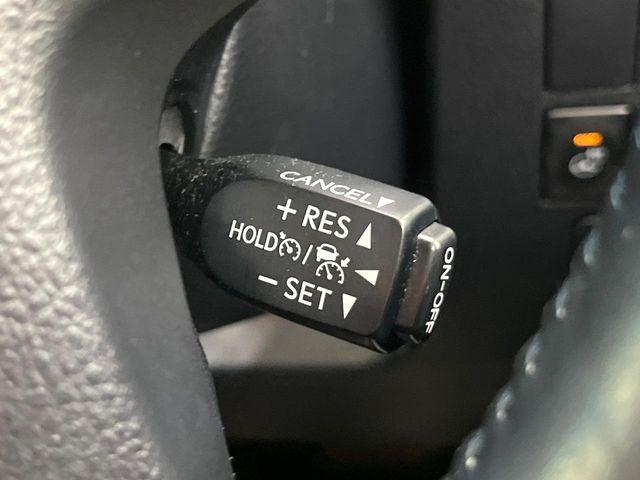 CANCEL▼
+ RES ▲
HOLD /
- SET ▼
ON-OFF